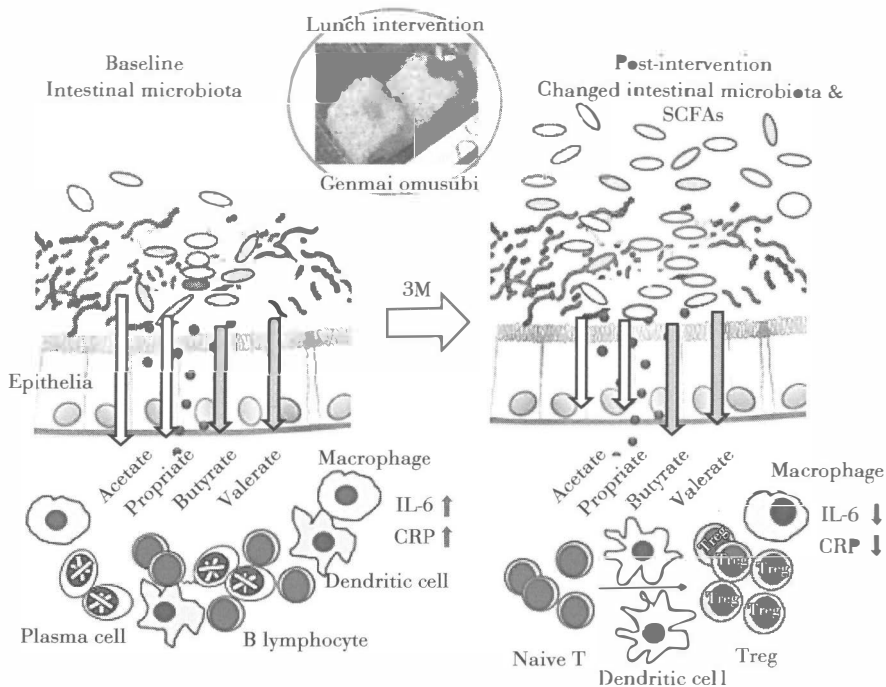 Lunch intervention
Genmai omusubi
Baseline
Intestinal microbiota
Post-intervention
Changed intestinal microbiota &
SCFAs
3M
Epithelia
Acetate
Propriate
Butyrate
Valerate
Macrophage
IL-6
CRP
Dendritic cell
Plasma cell
B lymphocyte
Acetate
Propriate
Butyrate
Valerate
Macrophage
IL-6
CRP
Treg
Treg
Treg
Treg
Treg
Naive T
Dendritic cell
Treg